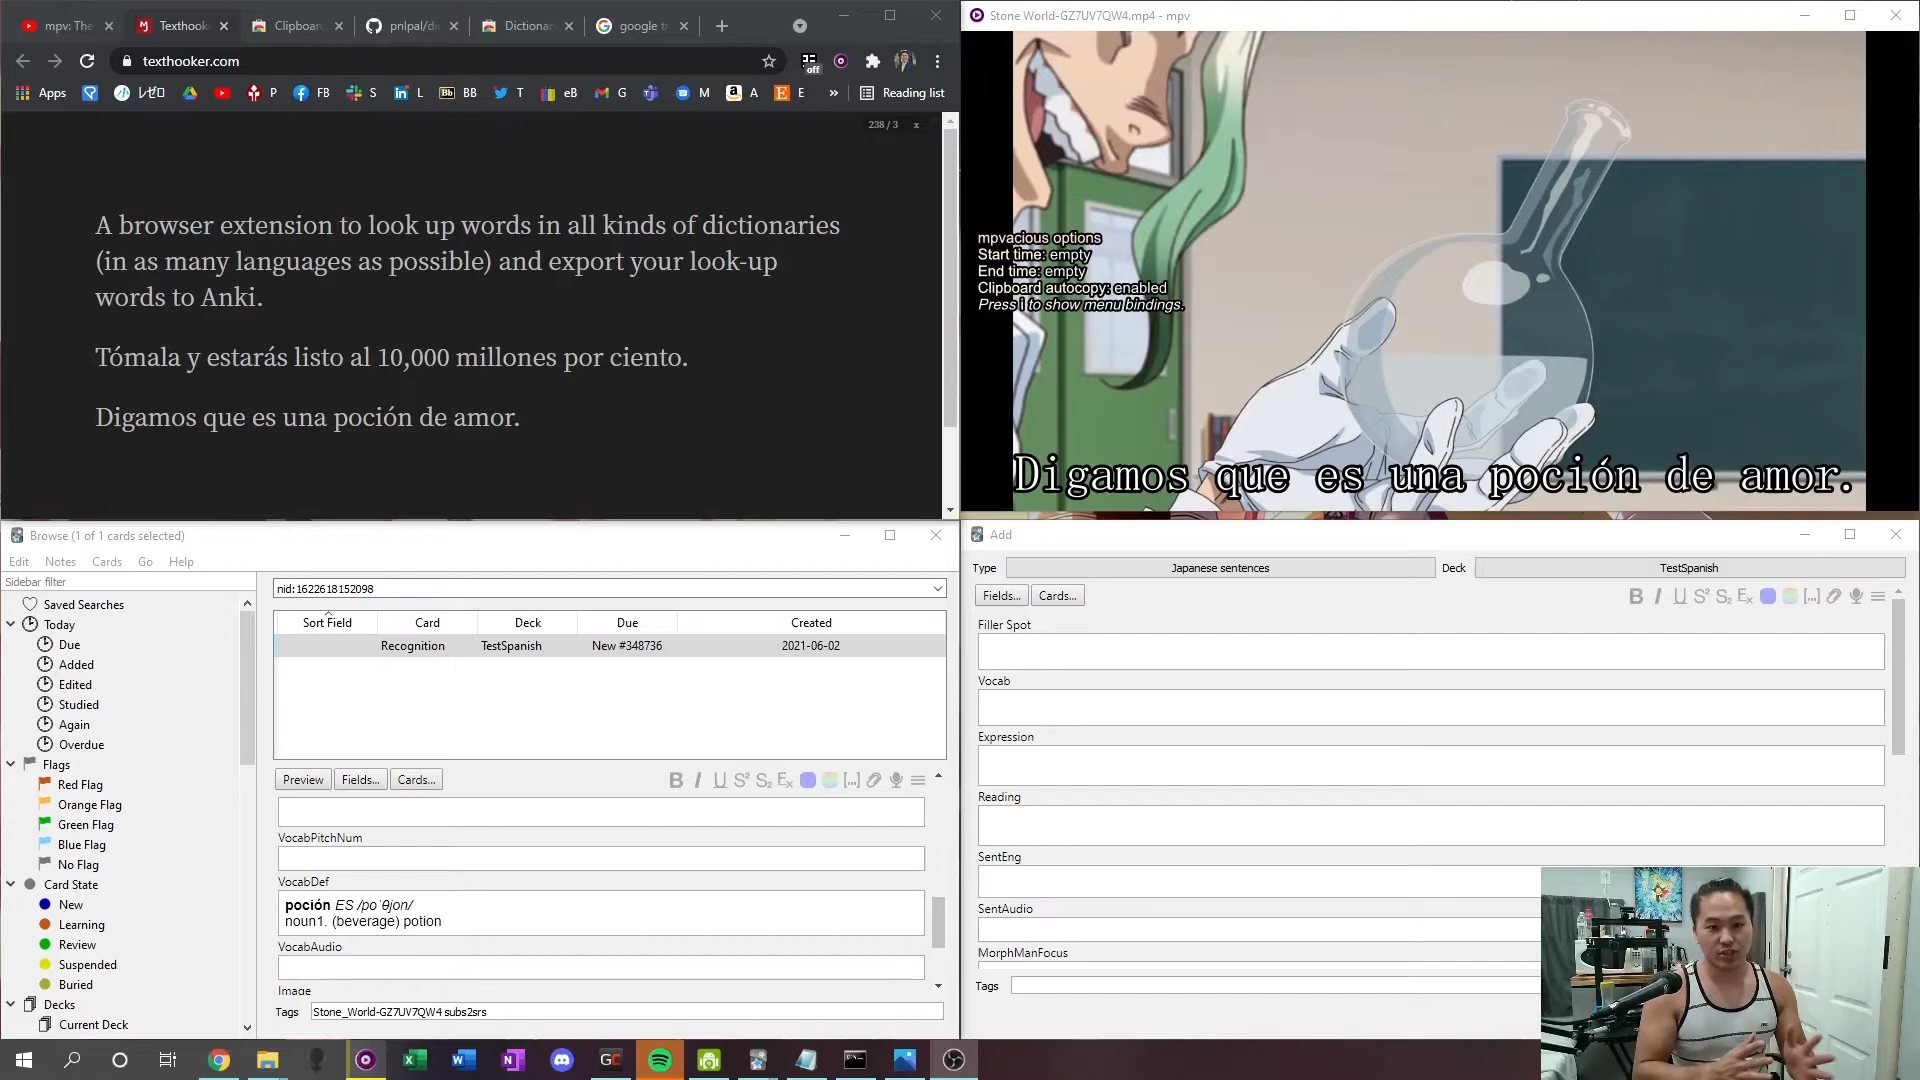 mpv: The
Texthook
Clipboar
pnlpal/di
Dictionar
google tr
texthooker.com
off
Apps
レゼロ
P
FB
S
L
BB
T
eB
G
M
A
E
»
Reading list
238 / 3 x
A browser extension to look up words in all kinds of dictionaries
(in as many languages as possible) and export your look-up
words to Anki.
Tómala y estarás listo al 10,000 millones por ciento.
Digamos que es una poción de amor.
Stone World-GZ7UV7QW4.mp4 - mpv
mpvacious options
Start time: empty
End time: empty
Clipboard autocopy: enabled
Press i to show menu bindings.
Digamos que es una poción de amor.
Browse (1 of 1 cards selected)
Edit Notes Cards Go Help
Sidebar filter
Saved Searches
Today
Due
Added
Edited
Studied
Again
Overdue
Flags
Red Flag
Orange Flag
Green Flag
Blue Flag
No Flag
Card State
New
Learning
Review
Suspended
Buried
Decks
Current Deck
nid:1622618152098
Sort Field Card Deck Due Created
Recognition TestSpanish New #348736 2021-06-02
Preview Fields... Cards...
VocabPitchNum
VocabDef
poción ES /poˈθjon/
noun1. (beverage) potion
VocabAudio
Image
Tags Stone_World-GZ7UV7QW4 subs2srs
Add
Type Japanese sentences Deck TestSpanish
Fields... Cards...
Filler Spot
Vocab
Expression
Reading
SentEng
SentAudio
MorphManFocus
Tags